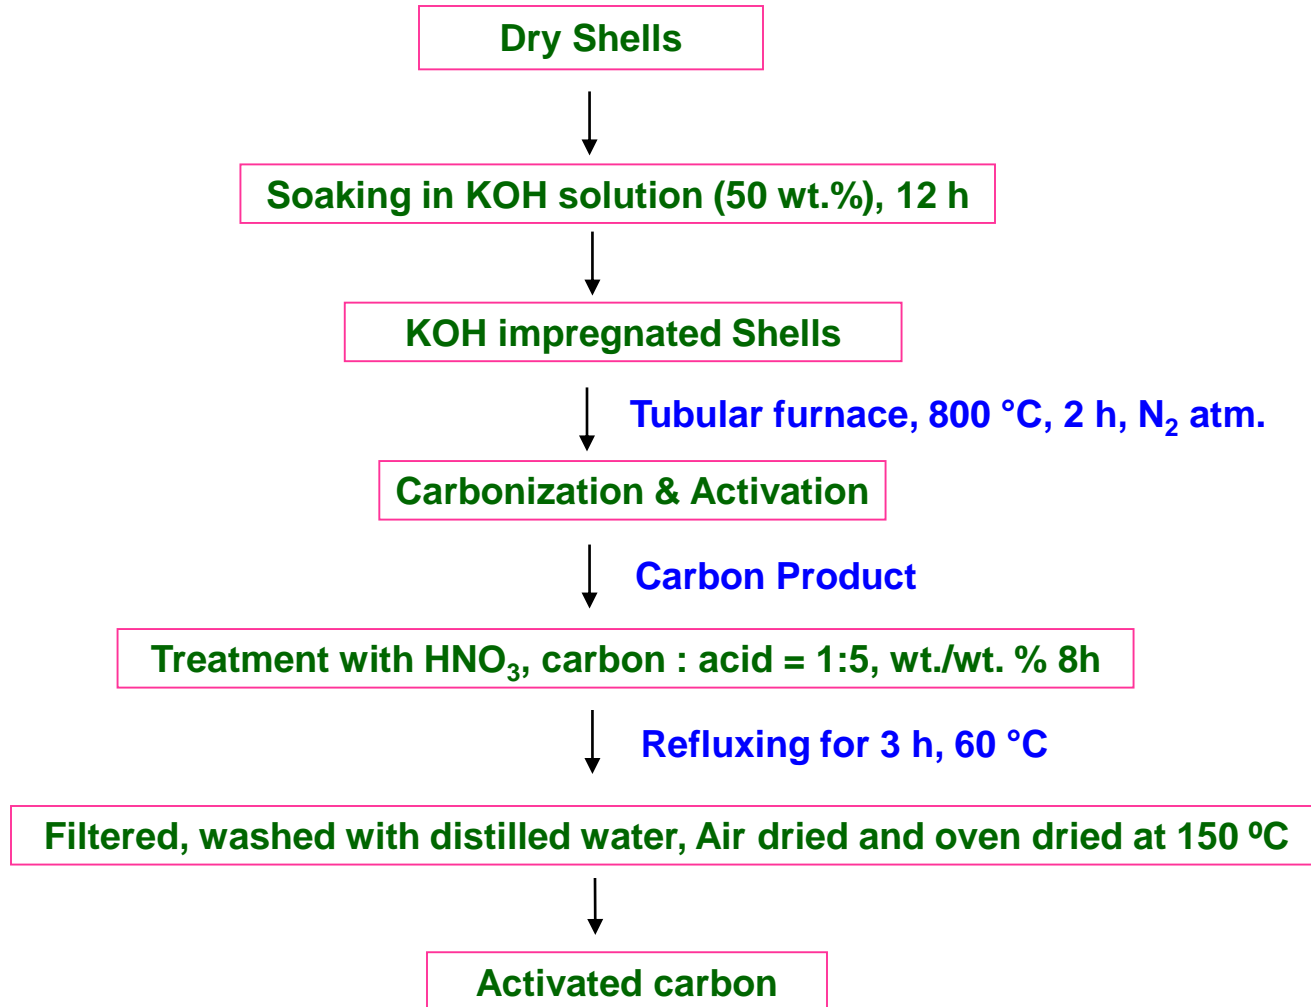 Dry Shells
Soaking in KOH solution (50 wt.%), 12 h
KOH impregnated Shells
Tubular furnace, 800 °C, 2 h, N₂ atm.
Carbonization & Activation
Carbon Product
Treatment with HNO₃, carbon : acid = 1:5, wt./wt. % 8h
Refluxing for 3 h, 60 °C
Filtered, washed with distilled water, Air dried and oven dried at 150 ºC
Activated carbon